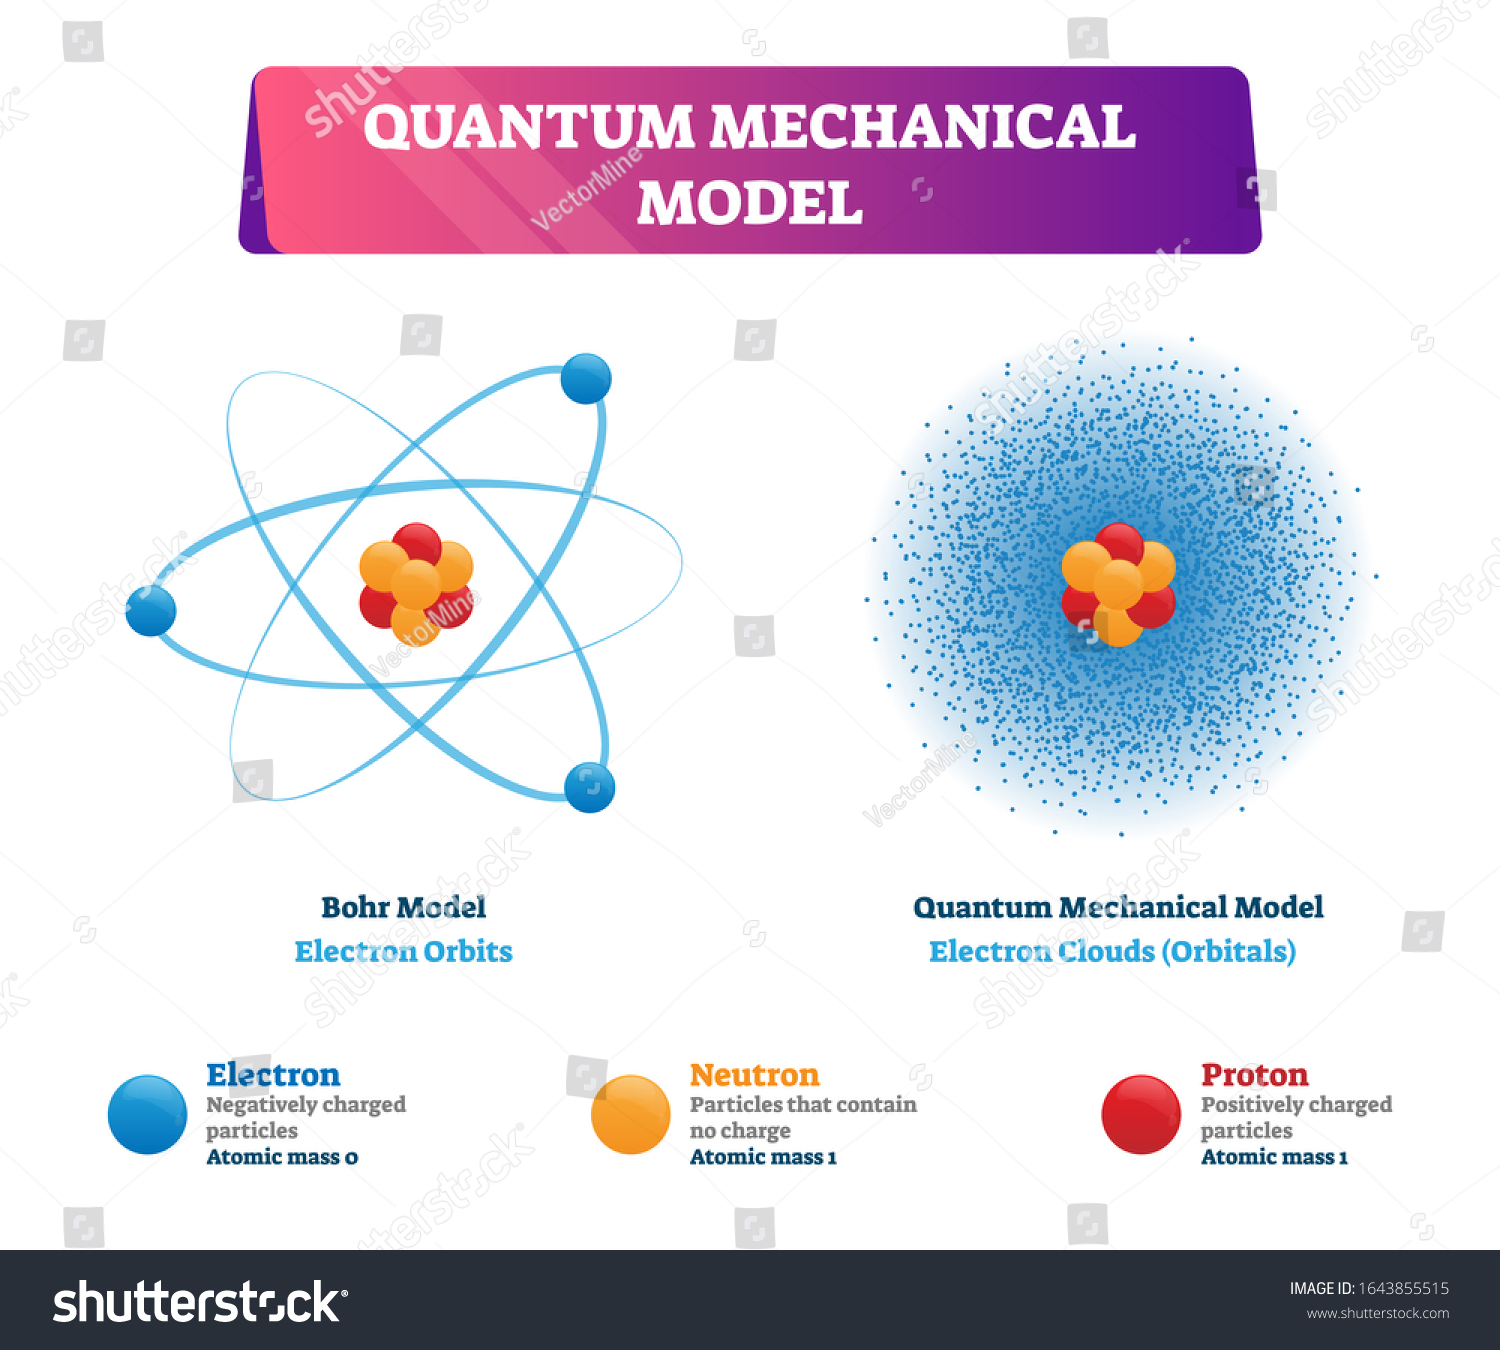 QUANTUM MECHANICAL
MODEL
shutterstock
VectorMine
Bohr Model
Electron Orbits
Quantum Mechanical Model
Electron Clouds (Orbitals)
Electron
Negatively charged
particles
Atomic mass 0
Neutron
Particles that contain
no charge
Atomic mass 1
Proton
Positively charged
particles
Atomic mass 1
shutterstock
IMAGE ID: 1643855515
www.shutterstock.com